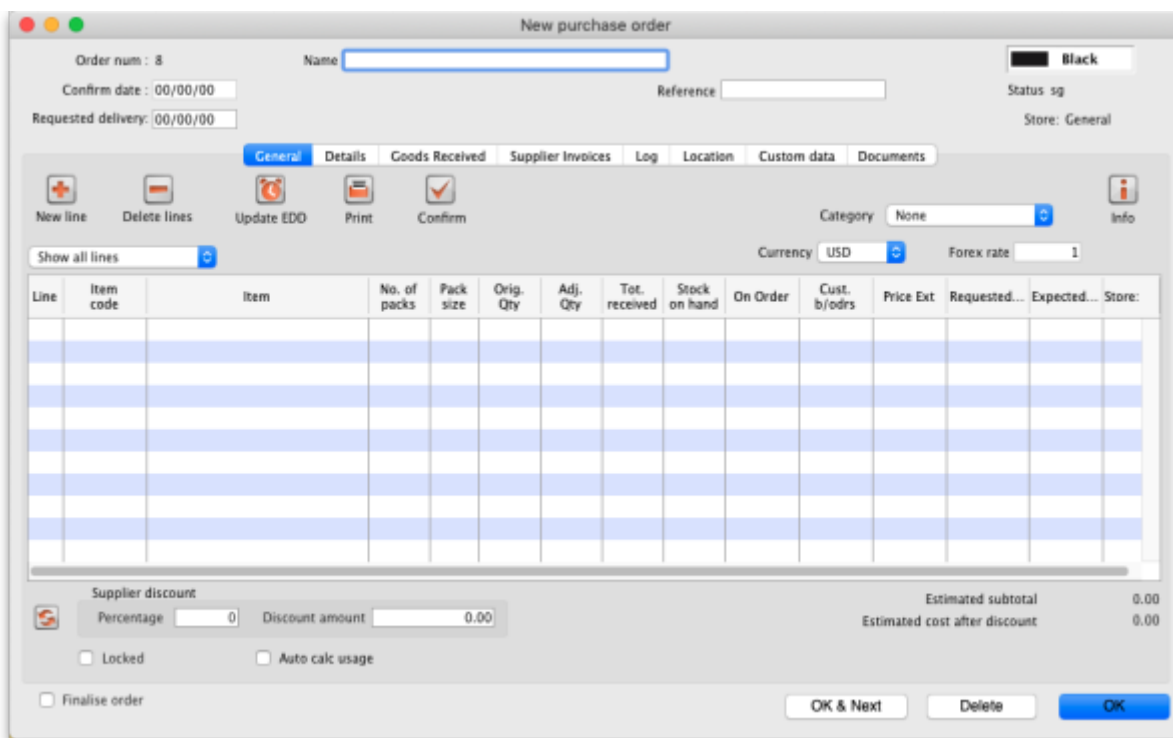 New purchase order
Order num : 8
Name
Black
Confirm date : 00/00/00
Reference
Status sg
Requested delivery: 00/00/00
Store: General
General Details Goods Received Supplier Invoices Log Location Custom data Documents
New line Delete lines Update EDD Print Confirm
Category None
Info
Show all lines
Currency USD
Forex rate 1
Line Item code Item No. of packs Pack size Orig. Qty Adj. Qty Tot. received Stock on hand On Order Cust. b/odrs Price Ext Requested... Expected... Store:
Supplier discount
Estimated subtotal 0.00
Percentage 0 Discount amount 0.00
Estimated cost after discount 0.00
Locked Auto calc usage
Finalise order
OK & Next Delete OK